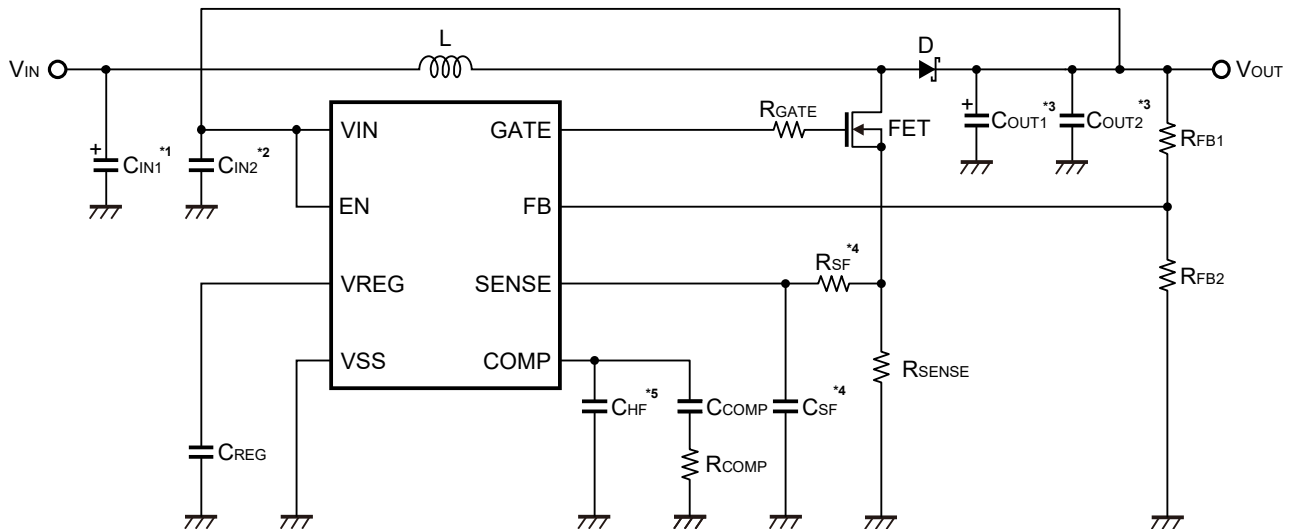 L
D
VIN
VOUT
+
CIN1*1
CIN2*2
VIN
GATE
RGATE
FET
+
COUT1*3
COUT2*3
RFB1
EN
FB
VREG
SENSE
RSF*4
RFB2
VSS
COMP
RSENSE
CHF*5
CCOMP
CSF*4
CREG
RCOMP